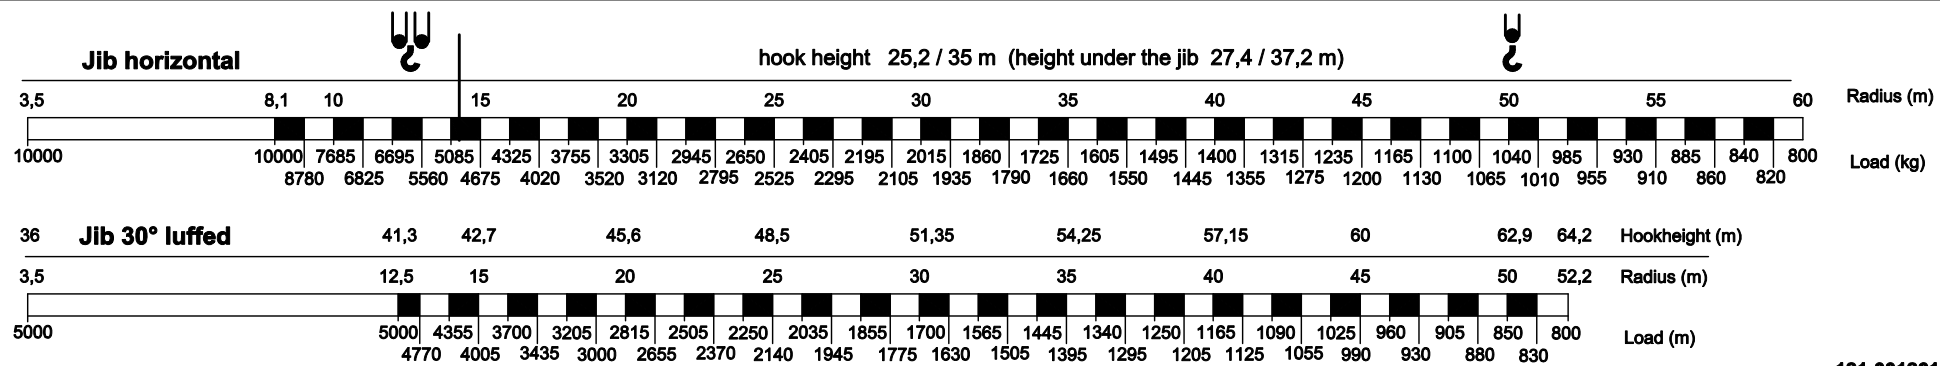 Jib horizontal hook height 25,2 / 35 m (height under the jib 27,4 / 37,2 m)
3,5 8,1 10 15 20 25 30 35 40 45 50 55 60 Radius (m)
10000 10000 7685 6695 5085 4325 3755 3305 2945 2650 2405 2195 2015 1860 1725 1605 1495 1400 1315 1235 1165 1100 1040 985 930 885 840 800 Load (kg)
8780 6825 5560 4675 4020 3520 3120 2795 2525 2295 2105 1935 1790 1660 1550 1445 1355 1275 1200 1130 1065 1010 955 910 860 820
36 Jib 30° luffed 41,3 42,7 45,6 48,5 51,35 54,25 57,15 60 62,9 64,2 Hookheight (m)
3,5 12,5 15 20 25 30 35 40 45 50 52,2 Radius (m)
5000 5000 4355 3700 3205 2815 2505 2250 2035 1855 1700 1565 1445 1340 1250 1165 1090 1025 960 905 850 800 Load (m)
4770 4005 3435 3000 2655 2370 2140 1945 1775 1630 1505 1395 1295 1205 1125 1055 990 930 880 830